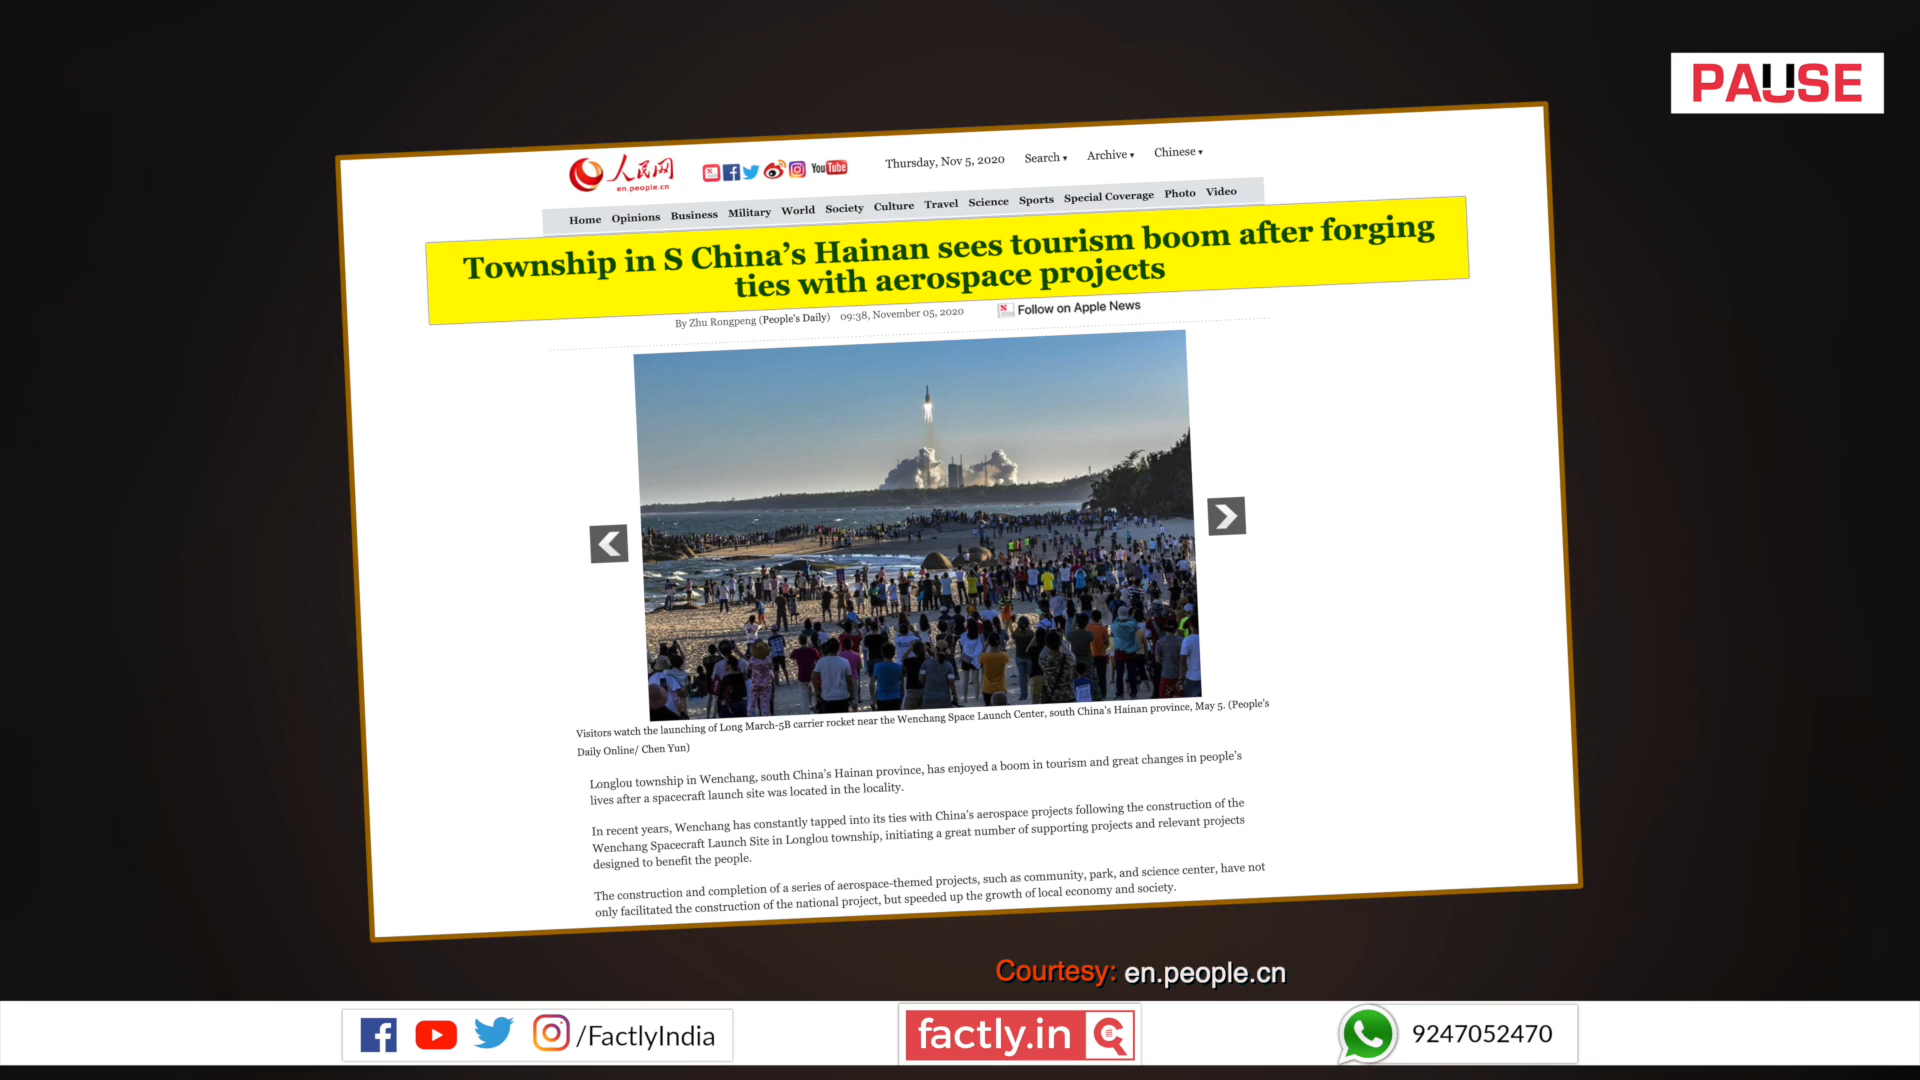 PAUSE
人民网
en.people.cn
YouTube
Thursday, Nov 5, 2020
Search
Archive
Chinese
Home Opinions Business Military World Society Culture Travel Science Sports Special Coverage Photo Video
Township in S China's Hainan sees tourism boom after forging
ties with aerospace projects
By Zhu Rongpeng (People's Daily) 09:38, November 05, 2020
Follow on Apple News
Visitors watch the launching of Long March-5B carrier rocket near the Wenchang Space Launch Center, south China's Hainan province, May 5. (People's
Daily Online/ Chen Yun)
Longlou township in Wenchang, south China's Hainan province, has enjoyed a boom in tourism and great changes in people's
lives after a spacecraft launch site was located in the locality.
In recent years, Wenchang has constantly tapped into its ties with China's aerospace projects following the construction of the
Wenchang Spacecraft Launch Site in Longlou township, initiating a great number of supporting projects and relevant projects
designed to benefit the people.
The construction and completion of a series of aerospace-themed projects, such as community, park, and science center, have not
only facilitated the construction of the national project, but speeded up the growth of local economy and society.
Courtesy: en.people.cn
/FactlyIndia
factly.in
9247052470